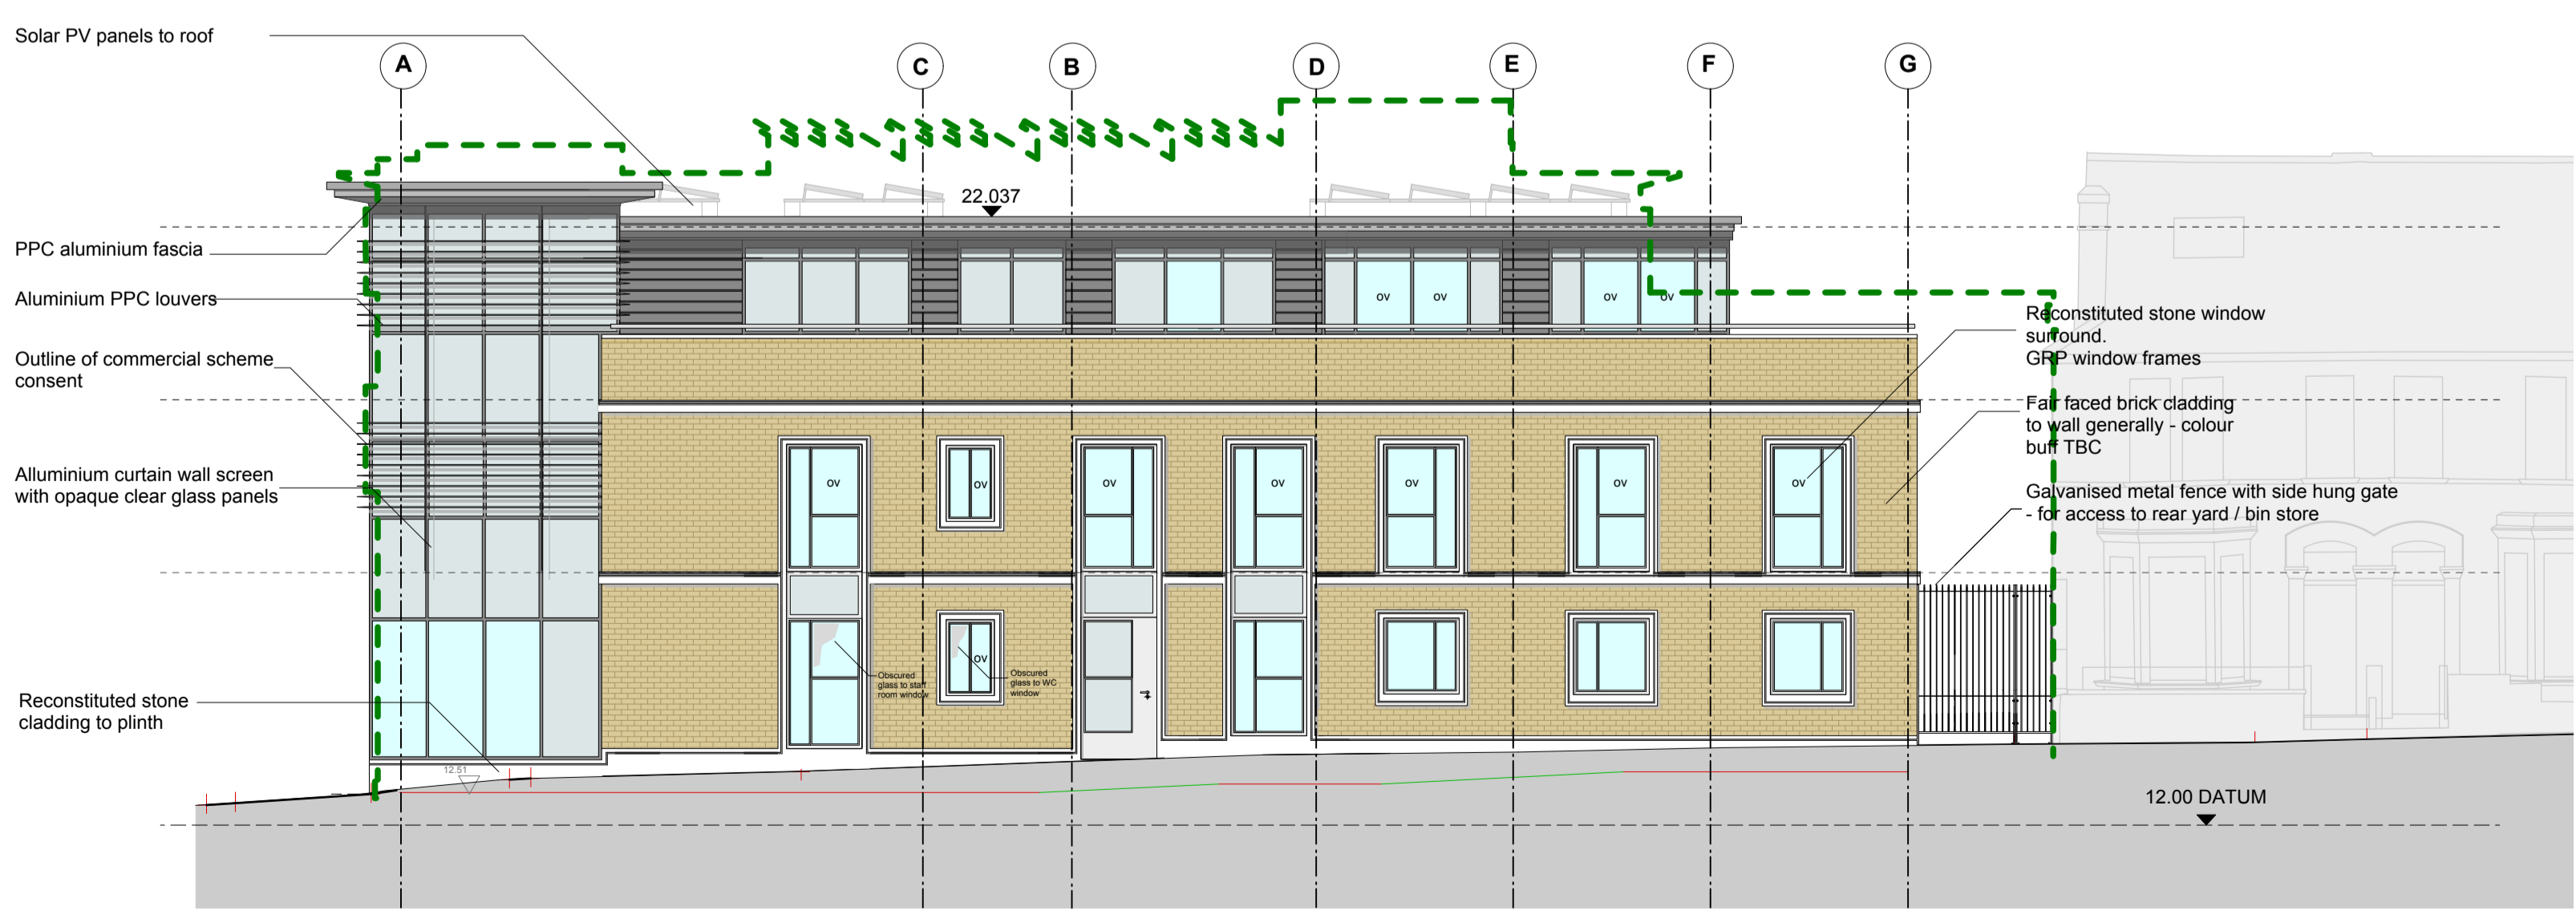 Solar PV panels to roof
A
C
B
D
E
F
G
22.037
PPC aluminium fascia
Aluminium PPC louvers
Outline of commercial scheme
consent
Alluminium curtain wall screen
with opaque clear glass panels
Reconstituted stone
cladding to plinth
ov
ov
ov
ov
Reconstituted stone window
surround.
GRP window frames
Fair faced brick cladding
to wall generally - colour
buff TBC
Galvanised metal fence with side hung gate
- for access to rear yard / bin store
ov
ov
ov
ov
ov
ov
ov
ov
Obscured
glass to staff
room window
Obscured
glass to WC
window
12.51
12.00 DATUM